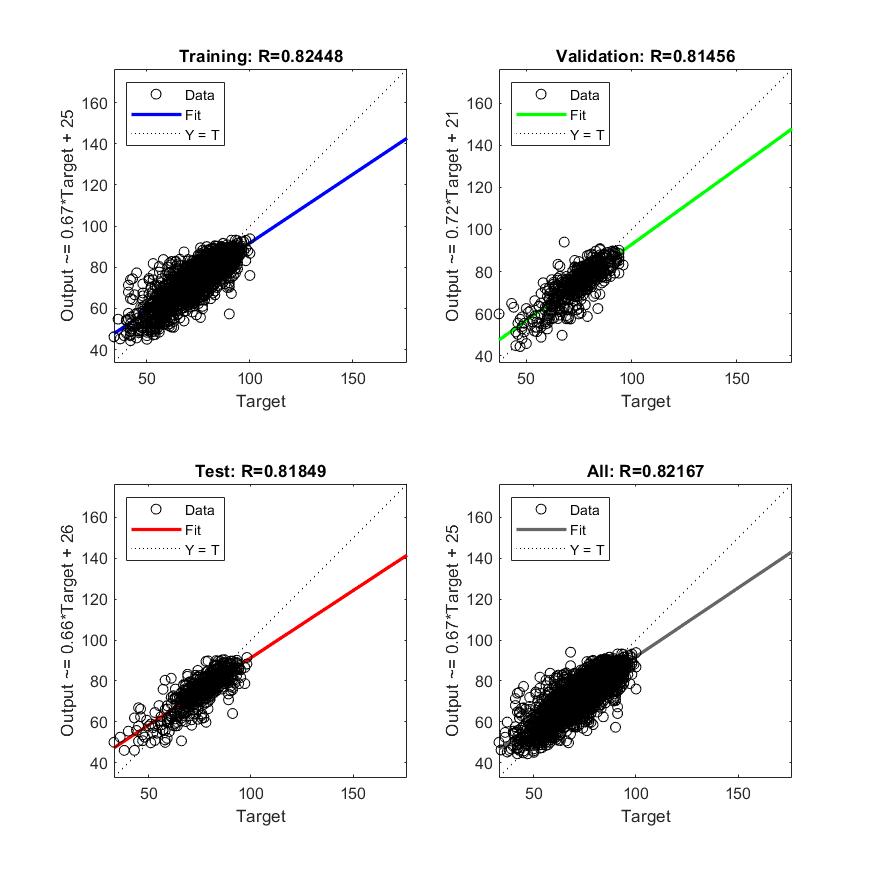 Training: R=0.82448
Data
Fit
Y = T
Output ~= 0.67*Target + 25
160
140
120
100
80
60
40
50
100
150
Target
Validation: R=0.81456
Data
Fit
Y = T
Output ~= 0.72*Target + 21
160
140
120
100
80
60
40
50
100
150
Target
Test: R=0.81849
Data
Fit
Y = T
Output ~= 0.66*Target + 26
160
140
120
100
80
60
40
50
100
150
Target
All: R=0.82167
Data
Fit
Y = T
Output ~= 0.67*Target + 25
160
140
120
100
80
60
40
50
100
150
Target